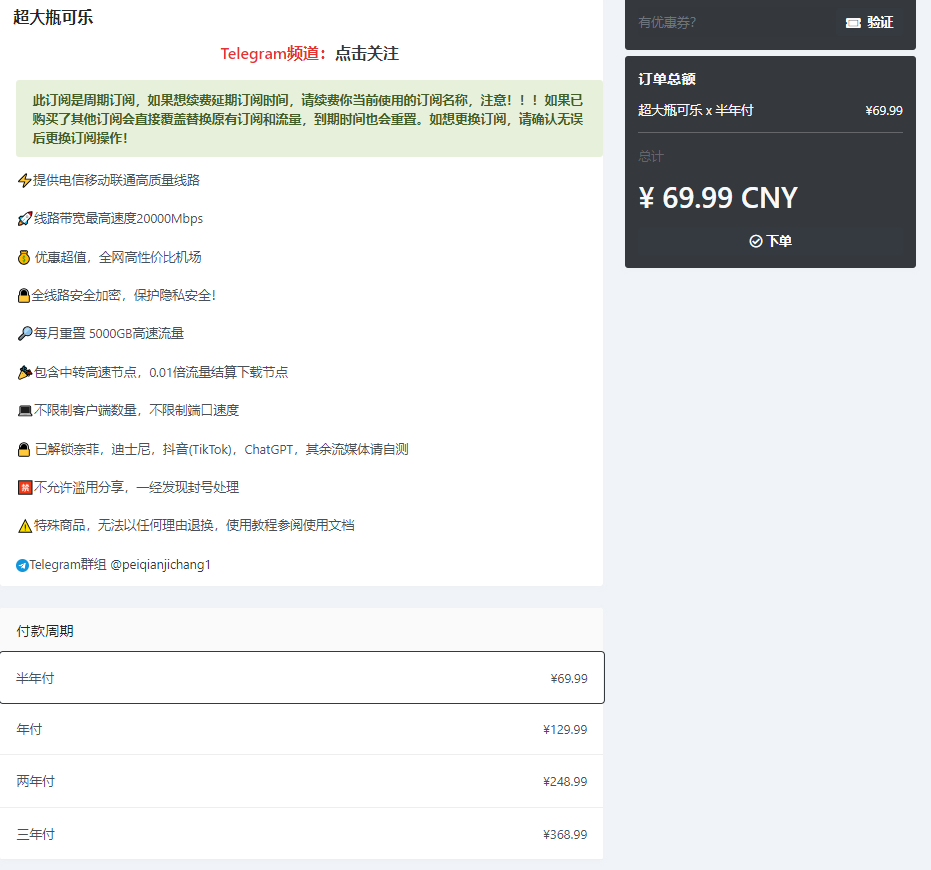 超大瓶可乐
Telegram频道：点击关注
此订阅是周期订阅，如果想续费延期订阅时间，请续费你当前使用的订阅名称，注意！！！如果已
购买了其他订阅会直接覆盖替换原有订阅和流量，到期时间也会重置。如想更换订阅，请确认无误
后更换订阅操作！
⚡提供电信移动联通高质量线路
🚀线路带宽最高速度20000Mbps
💰 优惠超值，全网高性价比机场
🔒全线路安全加密，保护隐私安全！
🔎每月重置 5000GB高速流量
🎉包含中转高速节点，0.01倍流量结算下载节点
💻不限制客户端数量，不限制端口速度
🔒 已解锁奈菲，迪士尼，抖音(TikTok)，ChatGPT，其余流媒体请自测
🈲不允许滥用分享，一经发现封号处理
⚠️特殊商品，无法以任何理由退换，使用教程参阅使用文档
Telegram群组 @peiqianjichang1
付款周期
半年付 ¥69.99
年付 ¥129.99
两年付 ¥248.99
三年付 ¥368.99
有优惠券？ 验证
订单总额
超大瓶可乐 x 半年付 ¥69.99
总计
¥ 69.99 CNY
下单